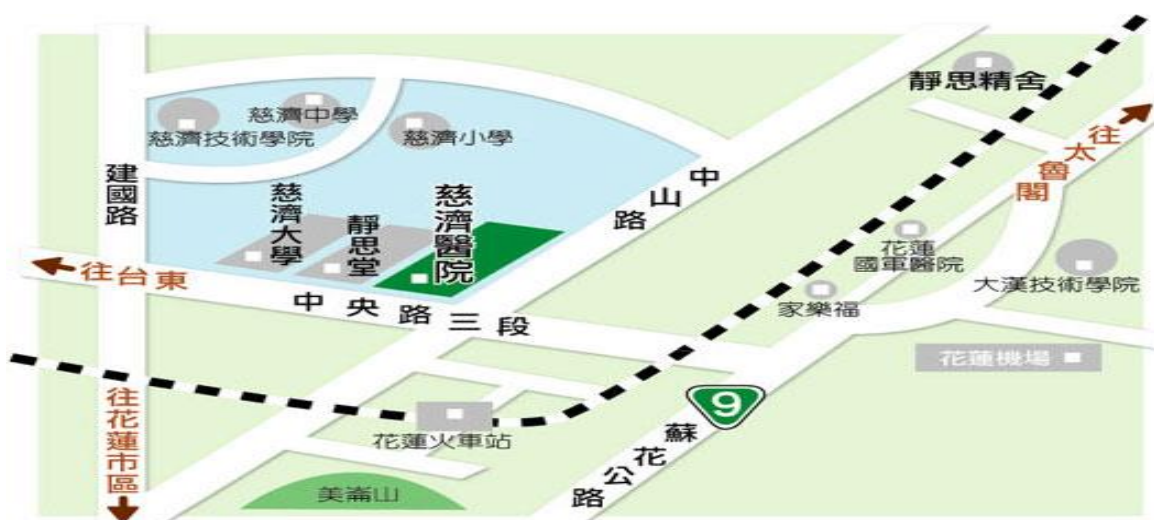 靜思精舍
慈濟中學
慈濟技術學院
慈濟小學
往太魯閣
建國路
中山路
慈濟大學
靜思堂
慈濟醫院
花蓮
國軍醫院
大漢技術學院
往台東
中央路三段
家樂福
花蓮機場
往花蓮市區
9
蘇花公路
花蓮火車站
美崙山